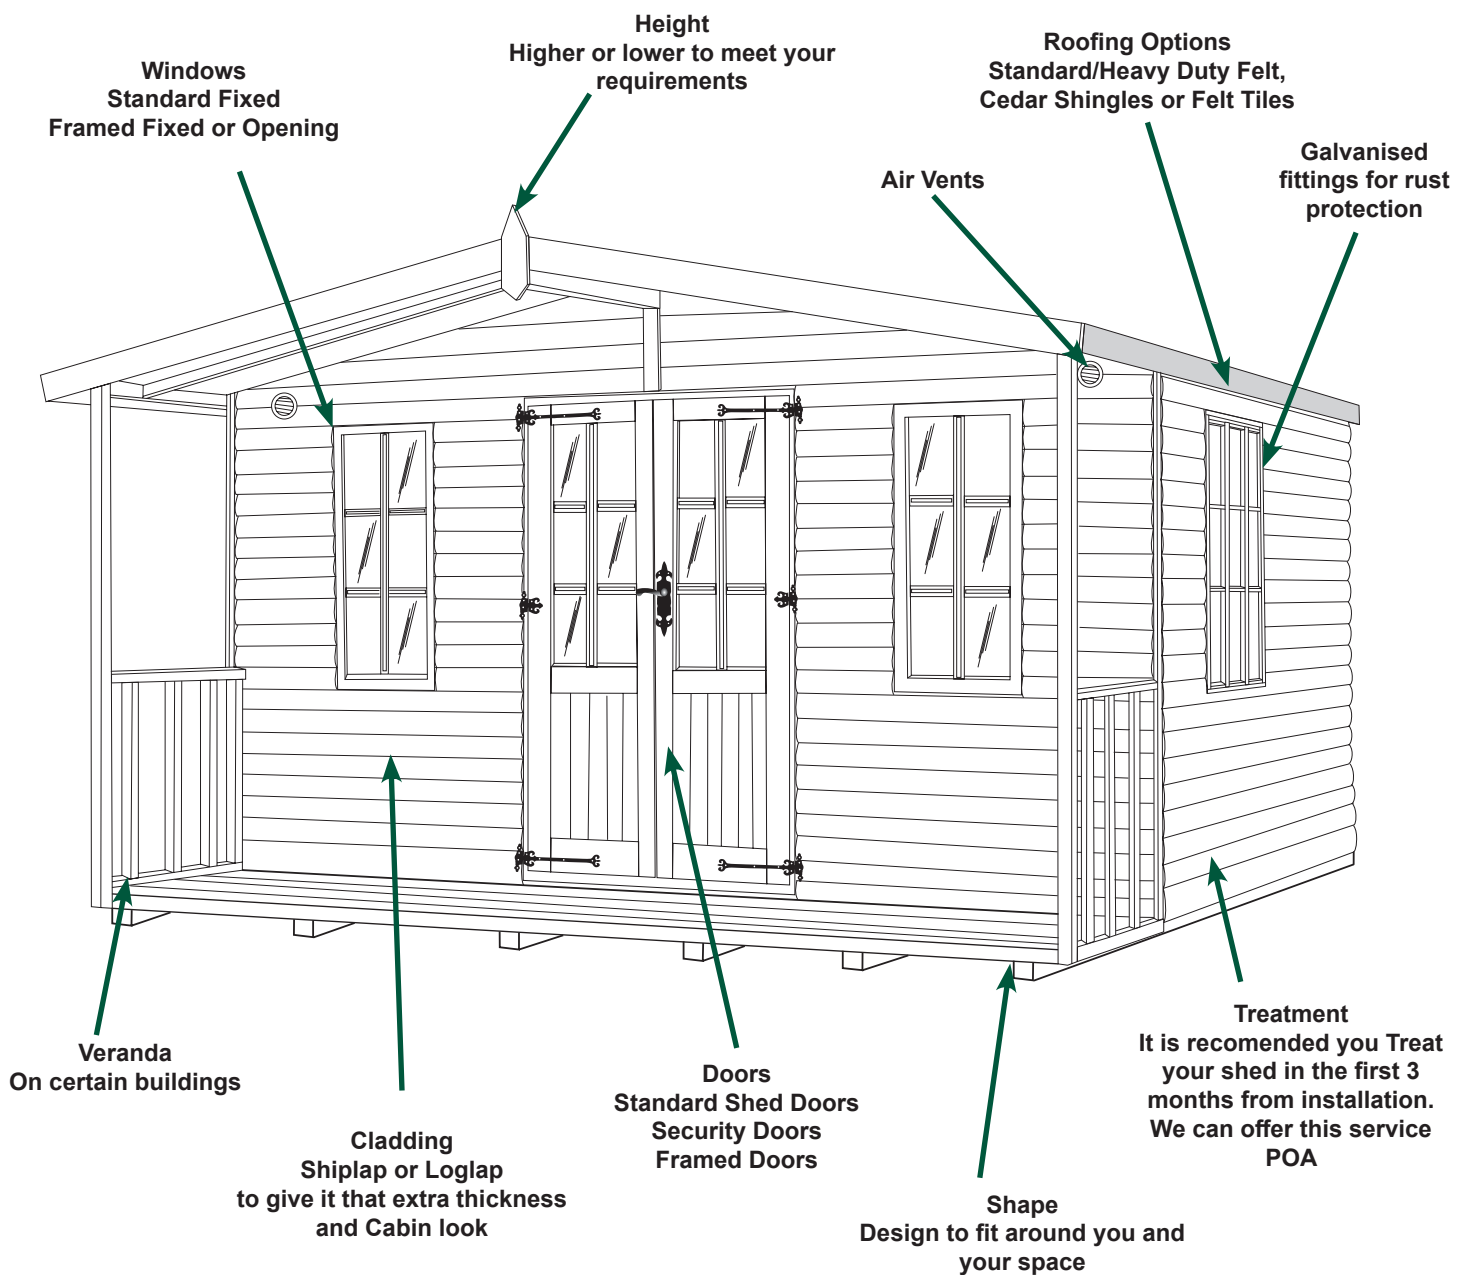 Height
Higher or lower to meet your
requirements
Windows
Standard Fixed
Framed Fixed or Opening
Roofing Options
Standard/Heavy Duty Felt,
Cedar Shingles or Felt Tiles
Air Vents
Galvanised
fittings for rust
protection
Veranda
On certain buildings
Cladding
Shiplap or Loglap
to give it that extra thickness
and Cabin look
Doors
Standard Shed Doors
Security Doors
Framed Doors
Shape
Design to fit around you and
your space
Treatment
It is recomended you Treat
your shed in the first 3
months from installation.
We can offer this service
POA